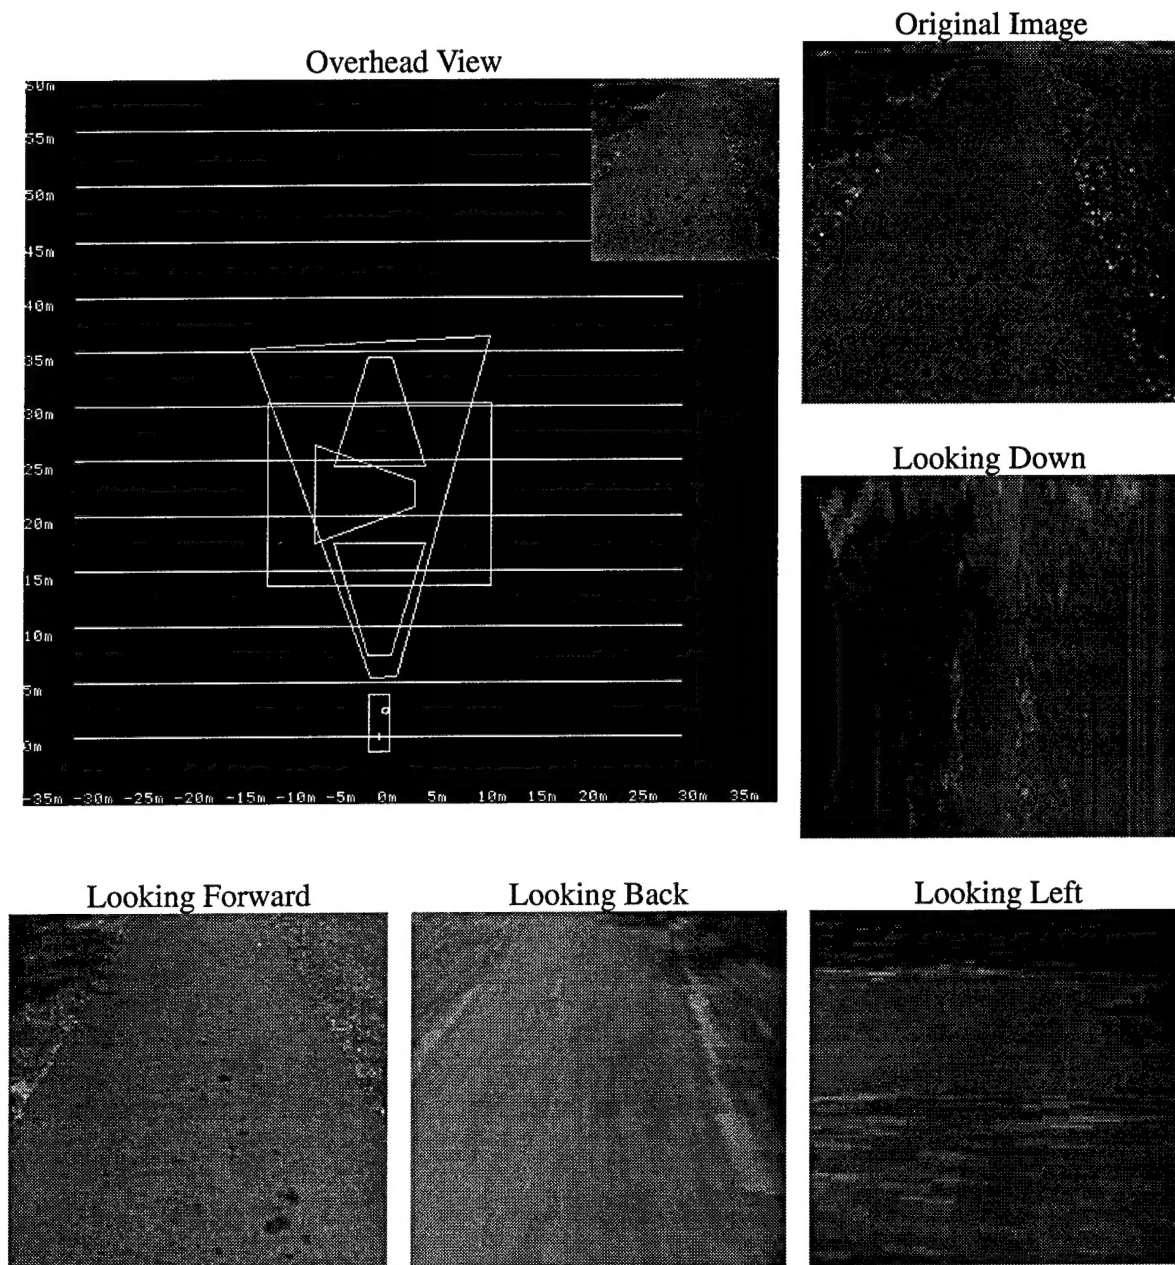 Original Image
Overhead View
60m
55m
50m
45m
40m
35m
30m
25m
20m
15m
10m
5m
0m
-35m -30m -25m -20m -15m -10m -5m 0m 5m 10m 15m 20m 25m 30m 35m
Looking Down
Looking Forward
Looking Back
Looking Left